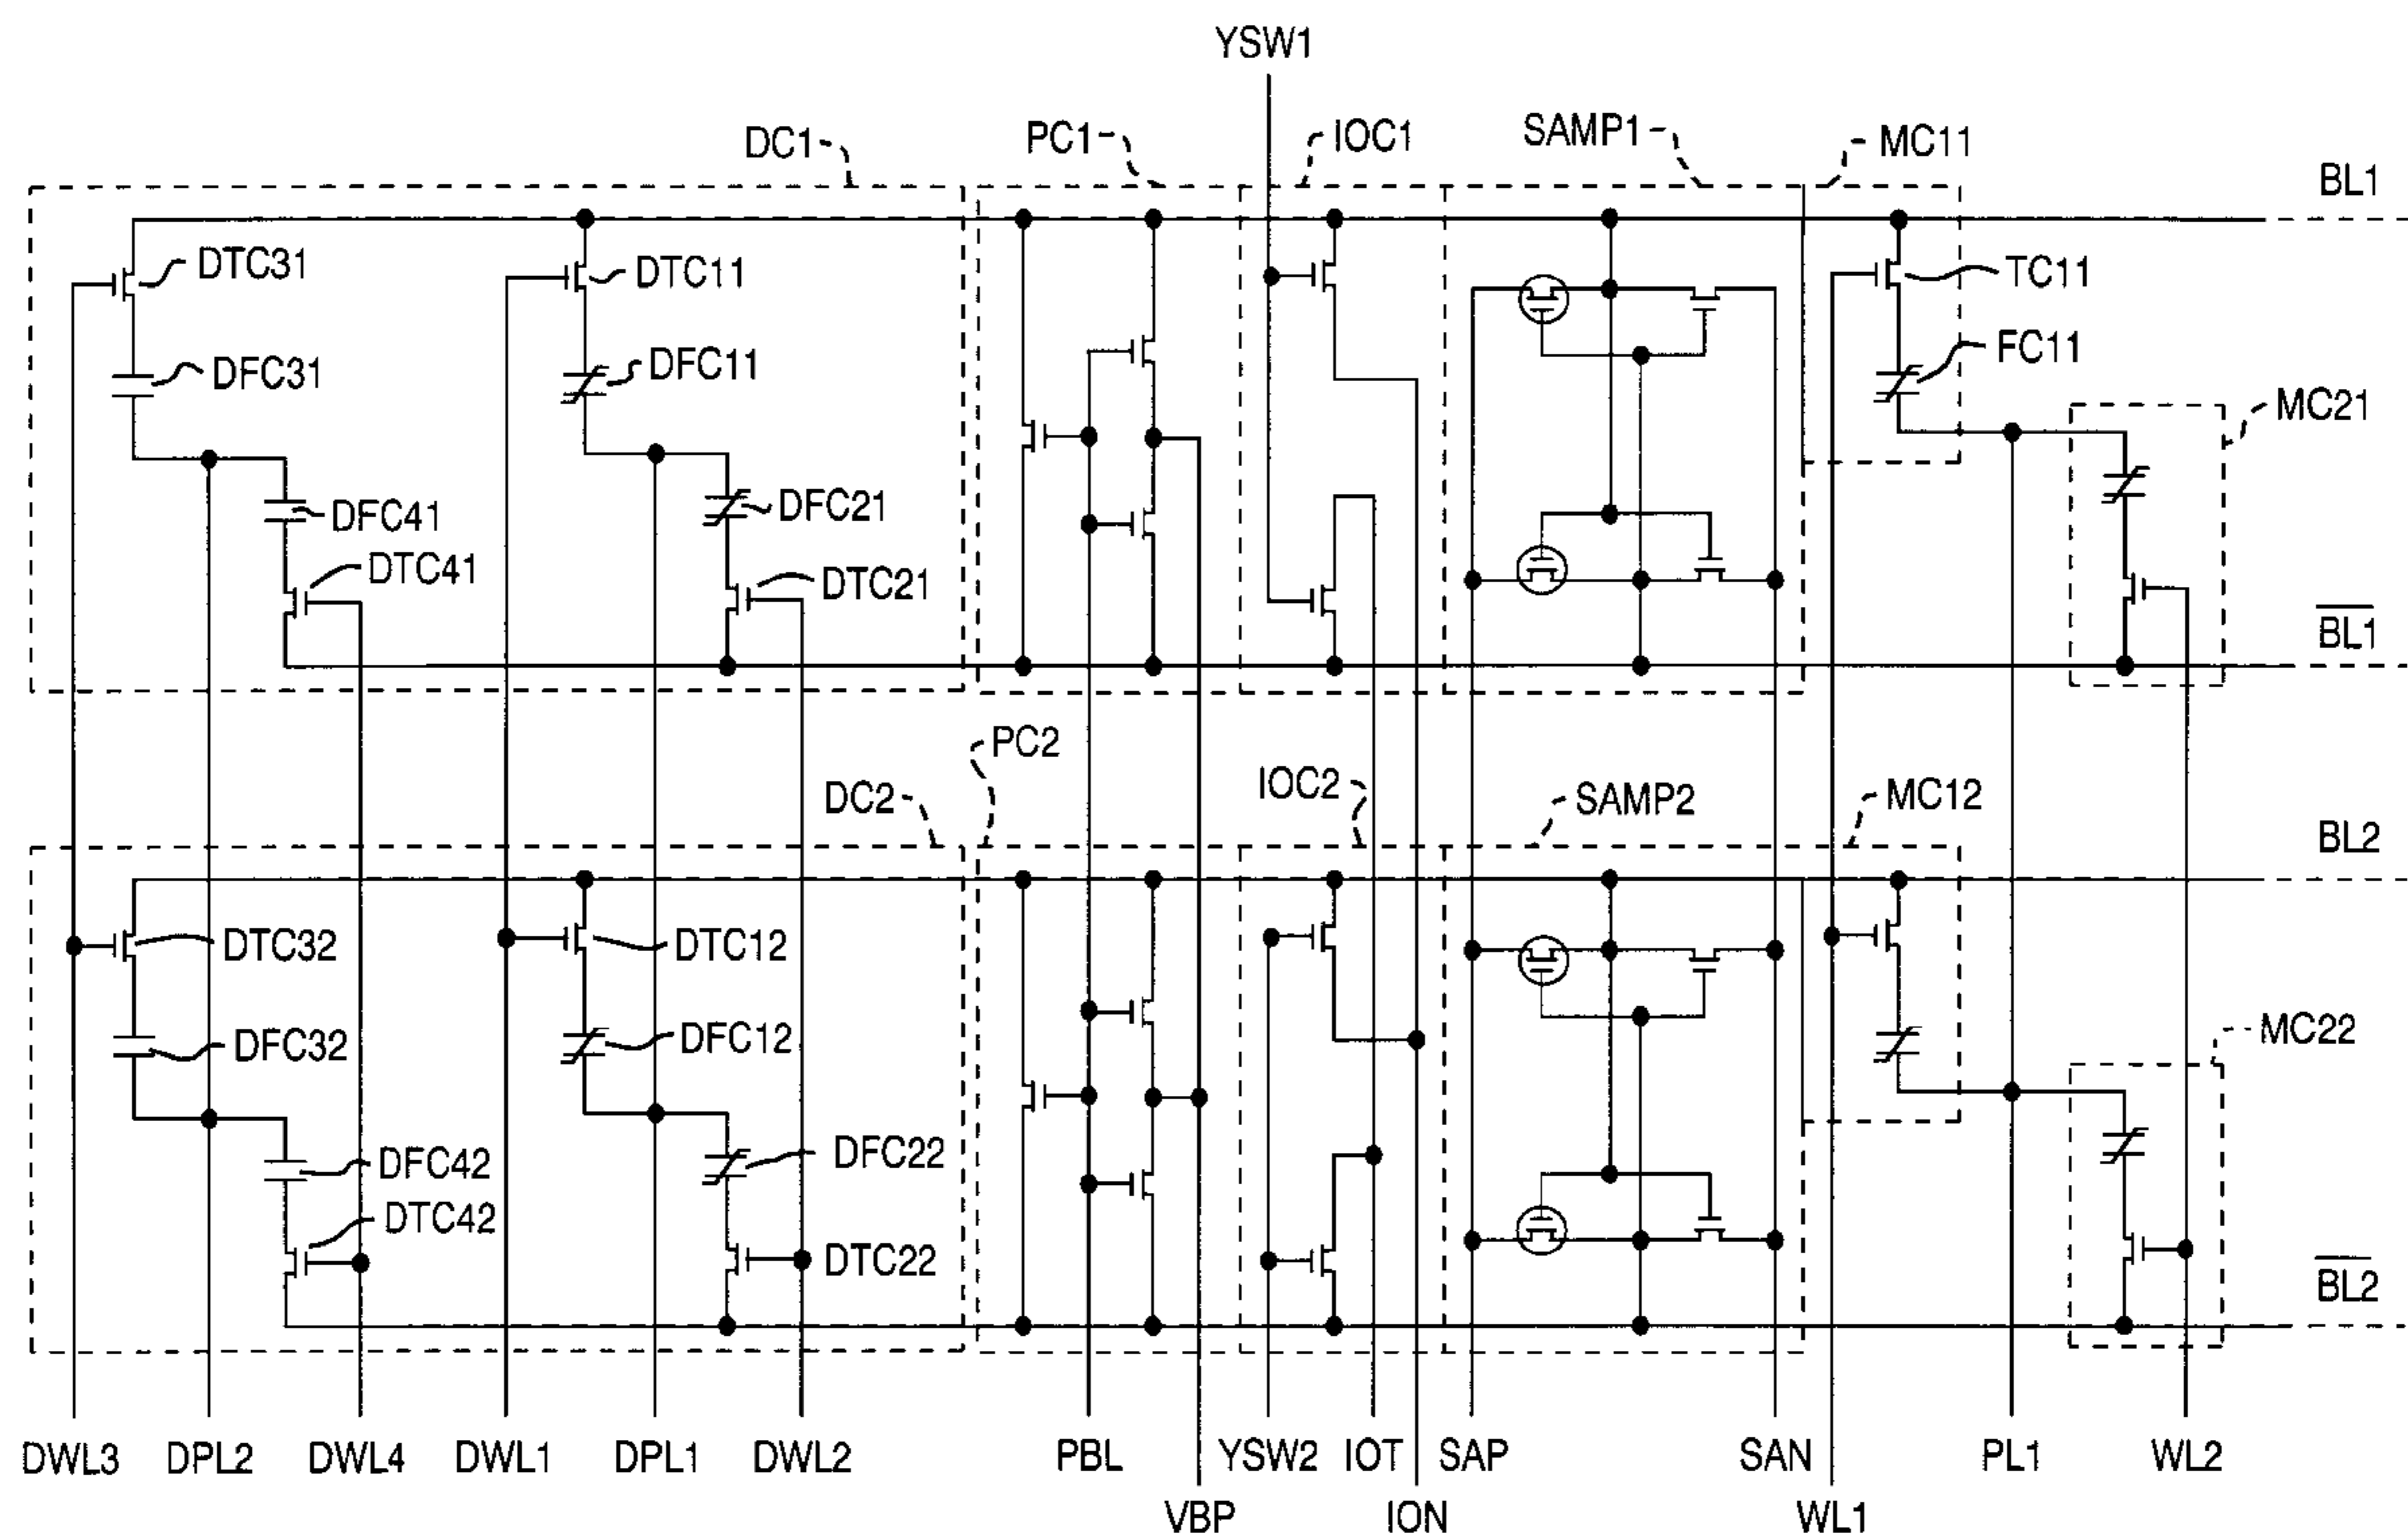 YSW1
DC1
PC1
IOC1
SAMP1
MC11
BL1
DTC31
DTC11
TC11
DFC31
DFC11
FC11
MC21
DFC41
DFC21
DTC41
DTC21
BL1
PC2
DC2
IOC2
SAMP2
MC12
BL2
DTC32
DTC12
DFC32
DFC12
MC22
DFC42
DFC22
DTC42
DTC22
BL2
DWL3 DPL2 DWL4 DWL1 DPL1 DWL2 PBL YSW2 IOT SAP SAN PL1 WL2
VBP ION WL1